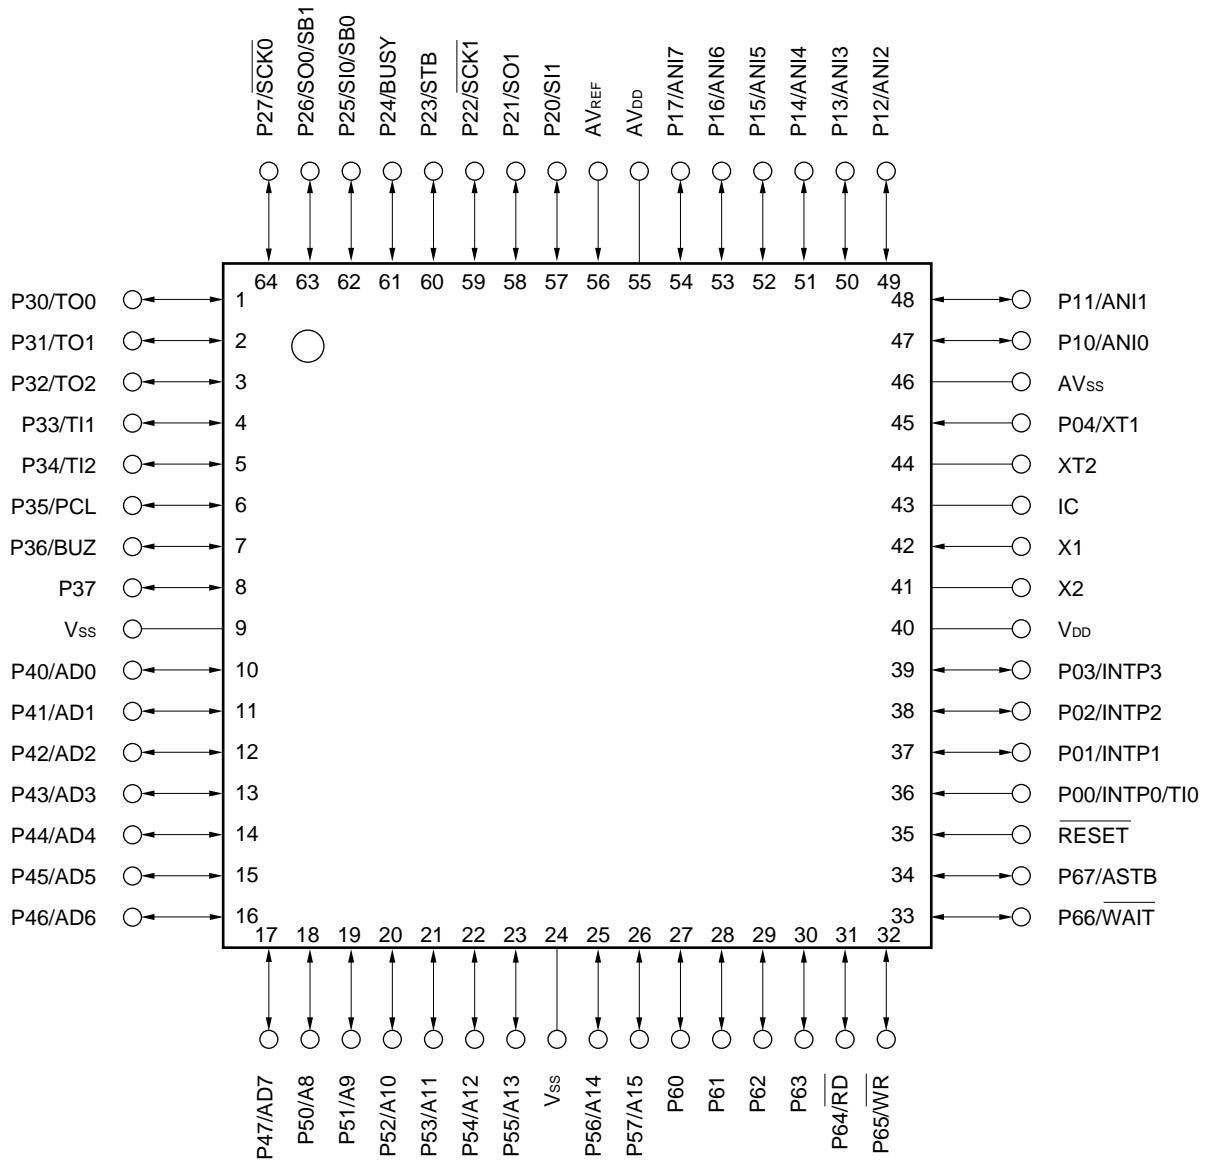 P27/SCK0
P26/SO0/SB1
P25/SI0/SB0
P24/BUSY
P23/STB
P22/SCK1
P21/SO1
P20/SI1
AVREF
AVDD
P17/ANI7
P16/ANI6
P15/ANI5
P14/ANI4
P13/ANI3
P12/ANI2
64 63 62 61 60 59 58 57 56 55 54 53 52 51 50 49
P30/TO0 1 48 P11/ANI1
P31/TO1 2 47 P10/ANI0
P32/TO2 3 46 AVSS
P33/TI1 4 45 P04/XT1
P34/TI2 5 44 XT2
P35/PCL 6 43 IC
P36/BUZ 7 42 X1
P37 8 41 X2
VSS 9 40 VDD
P40/AD0 10 39 P03/INTP3
P41/AD1 11 38 P02/INTP2
P42/AD2 12 37 P01/INTP1
P43/AD3 13 36 P00/INTP0/TI0
P44/AD4 14 35 RESET
P45/AD5 15 34 P67/ASTB
P46/AD6 16 33 P66/WAIT
17 18 19 20 21 22 23 24 25 26 27 28 29 30 31 32
P47/AD7
P50/A8
P51/A9
P52/A10
P53/A11
P54/A12
P55/A13
VSS
P56/A14
P57/A15
P60
P61
P62
P63
P64/RD
P65/WR